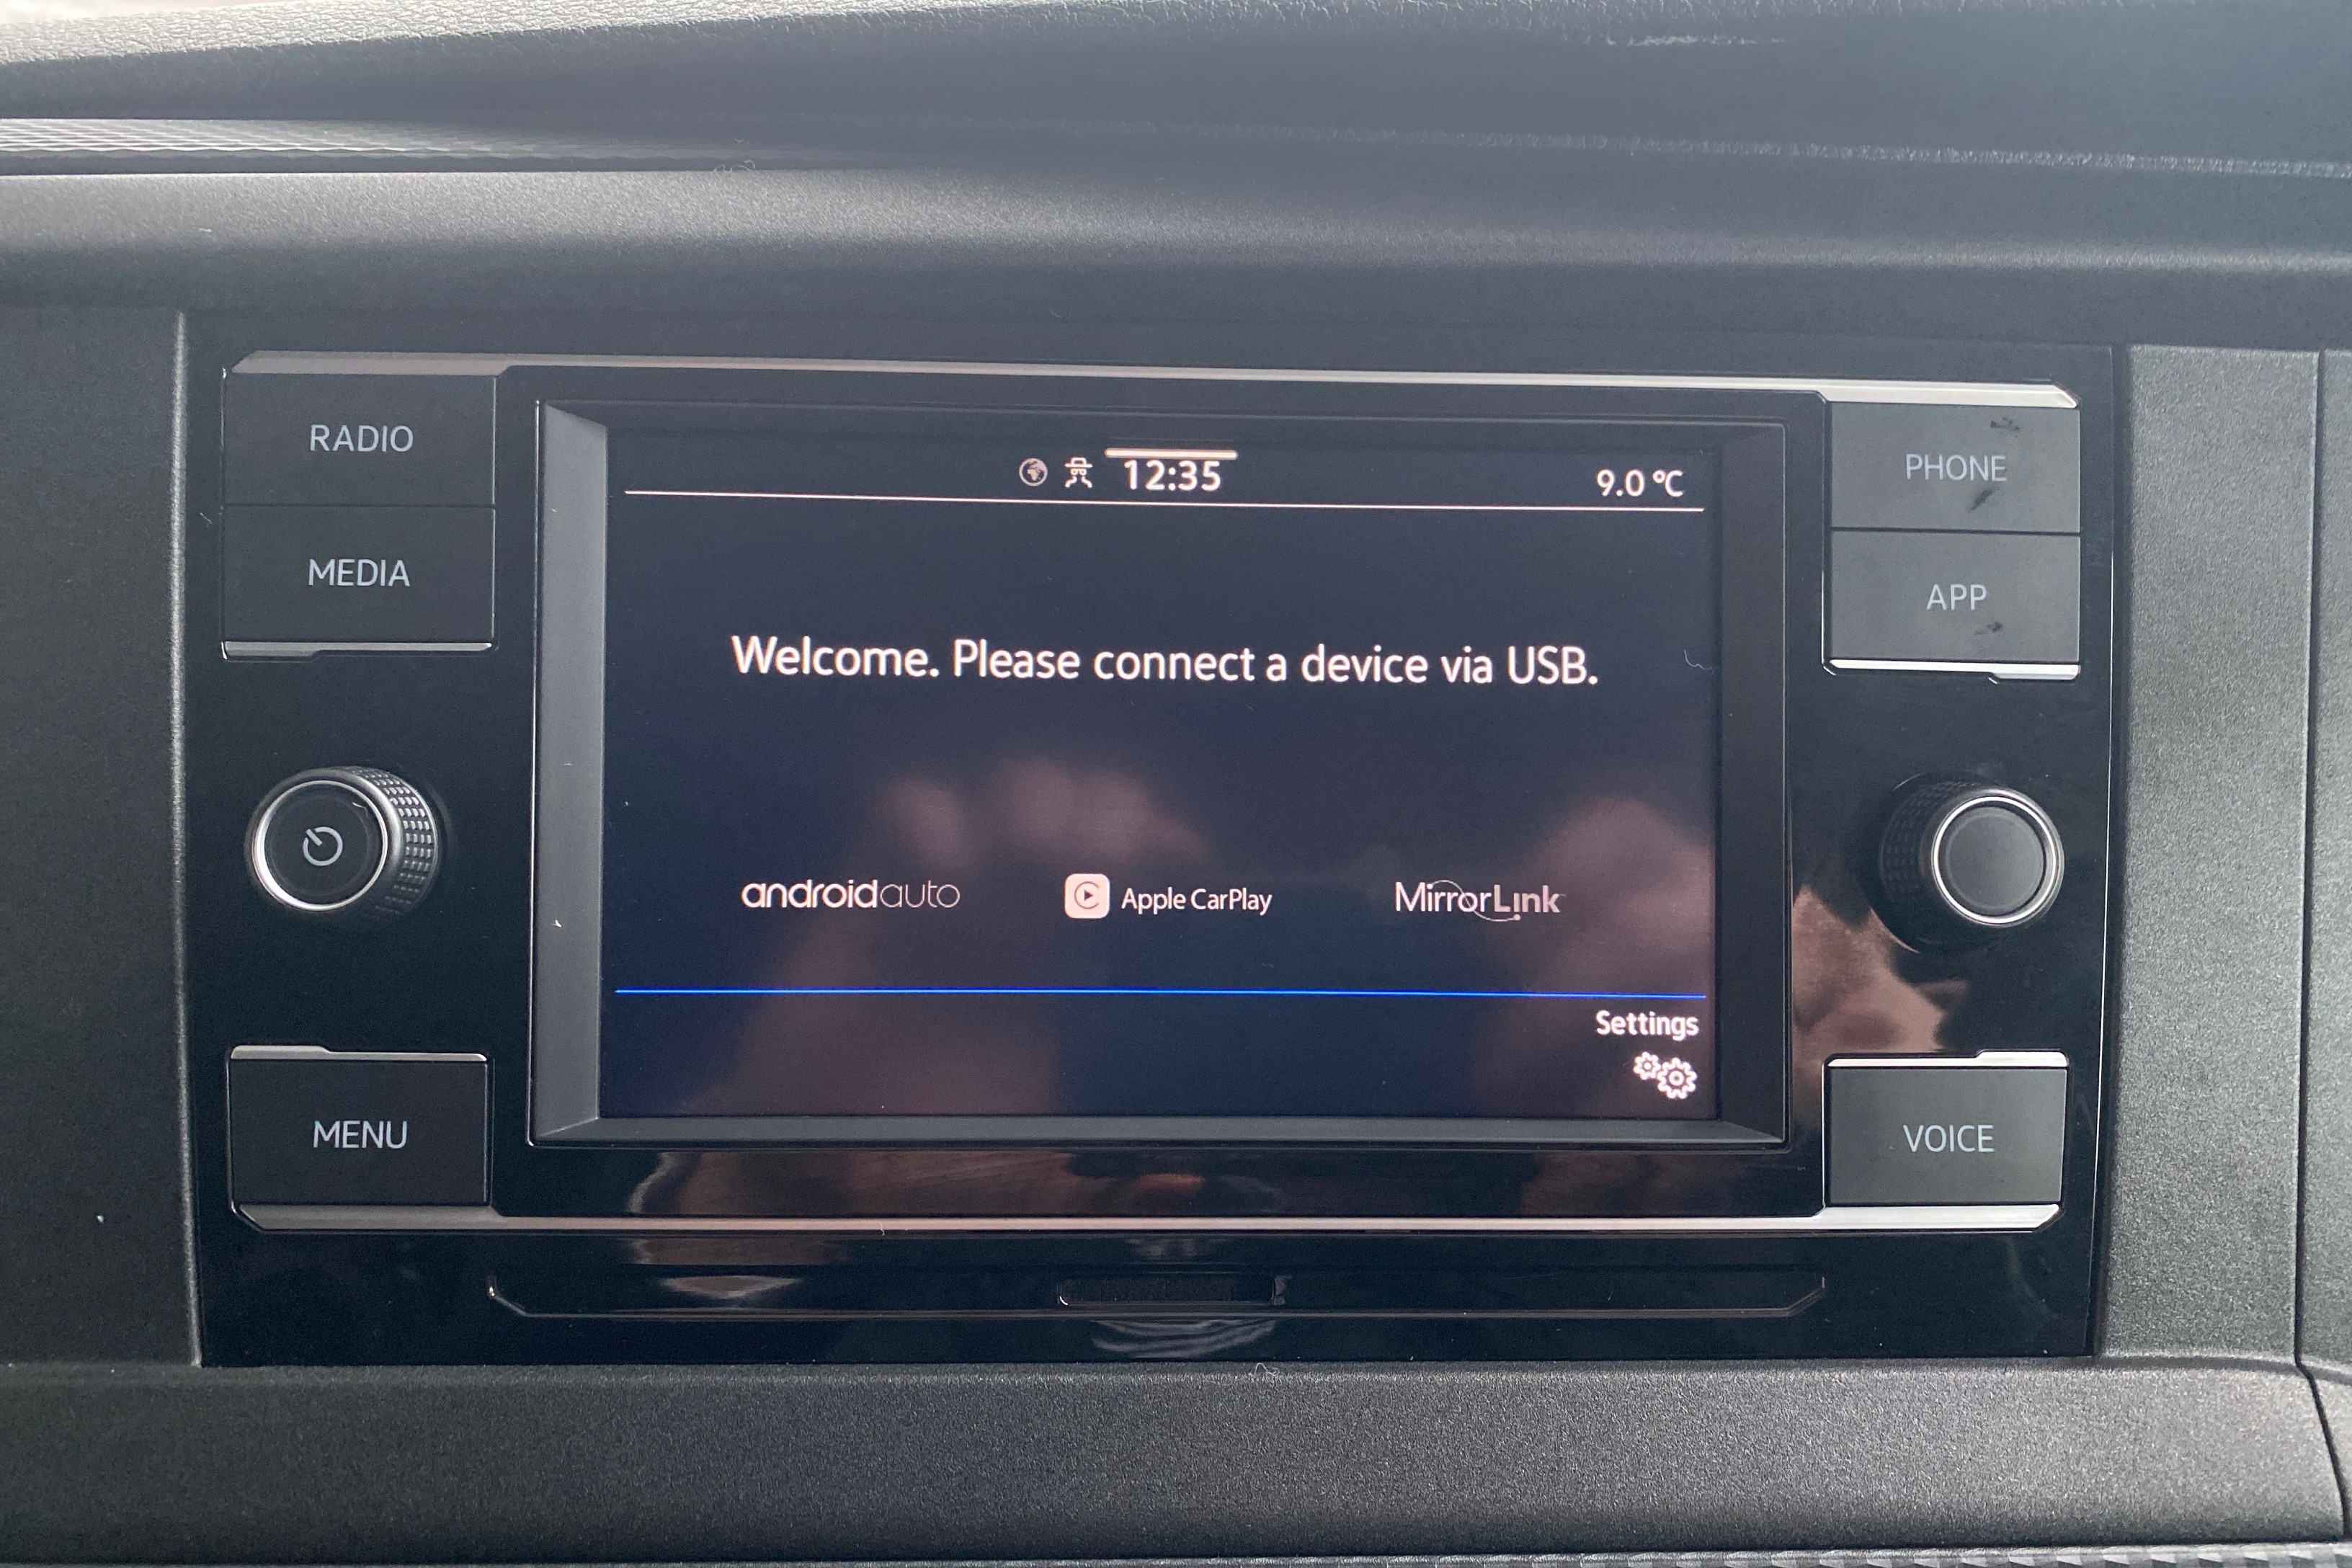 RADIO
MEDIA
MENU
12:35
9.0 °C
Welcome. Please connect a device via USB.
androidauto
Apple CarPlay
MirrorLink
Settings
PHONE
APP
VOICE